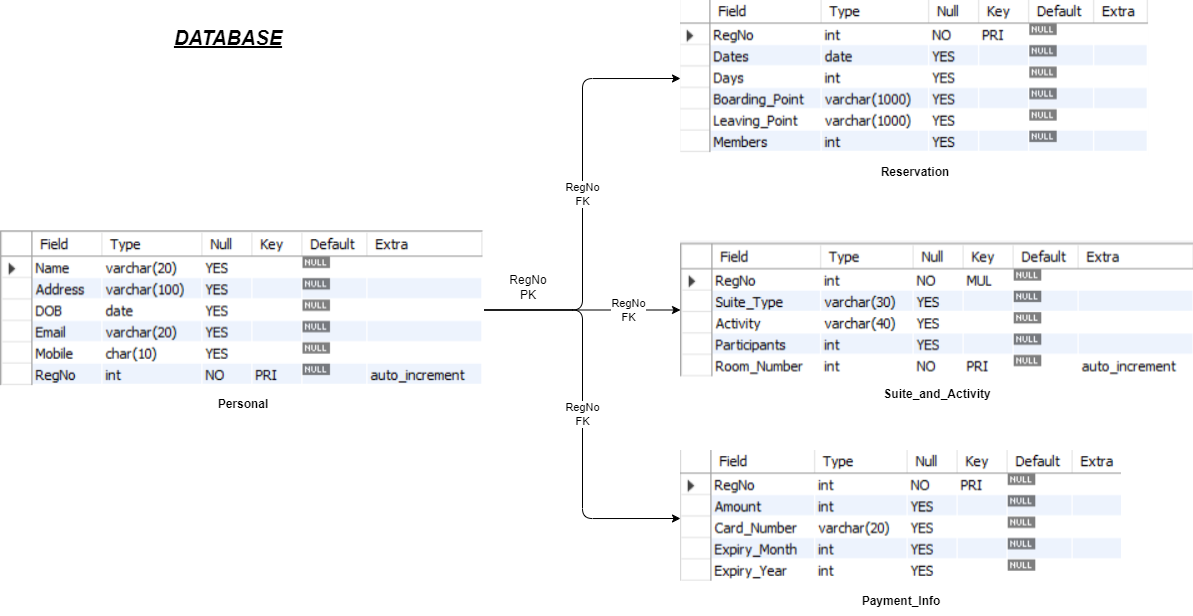 DATABASE
Field Type Null Key Default Extra
RegNo int NO PRI NULL
Dates date YES NULL
Days int YES NULL
Boarding_Point varchar(1000) YES NULL
Leaving_Point varchar(1000) YES NULL
Members int YES NULL
Reservation
RegNo
FK
Field Type Null Key Default Extra
Name varchar(20) YES NULL
Address varchar(100) YES NULL
DOB date YES NULL
Email varchar(20) YES NULL
Mobile char(10) YES NULL
RegNo int NO PRI NULL auto_increment
Personal
RegNo
PK
RegNo
FK
Field Type Null Key Default Extra
RegNo int NO MUL NULL
Suite_Type varchar(30) YES NULL
Activity varchar(40) YES NULL
Participants int YES NULL
Room_Number int NO PRI NULL auto_increment
Suite_and_Activity
RegNo
FK
Field Type Null Key Default Extra
RegNo int NO PRI NULL
Amount int YES NULL
Card_Number varchar(20) YES NULL
Expiry_Month int YES NULL
Expiry_Year int YES NULL
Payment_Info